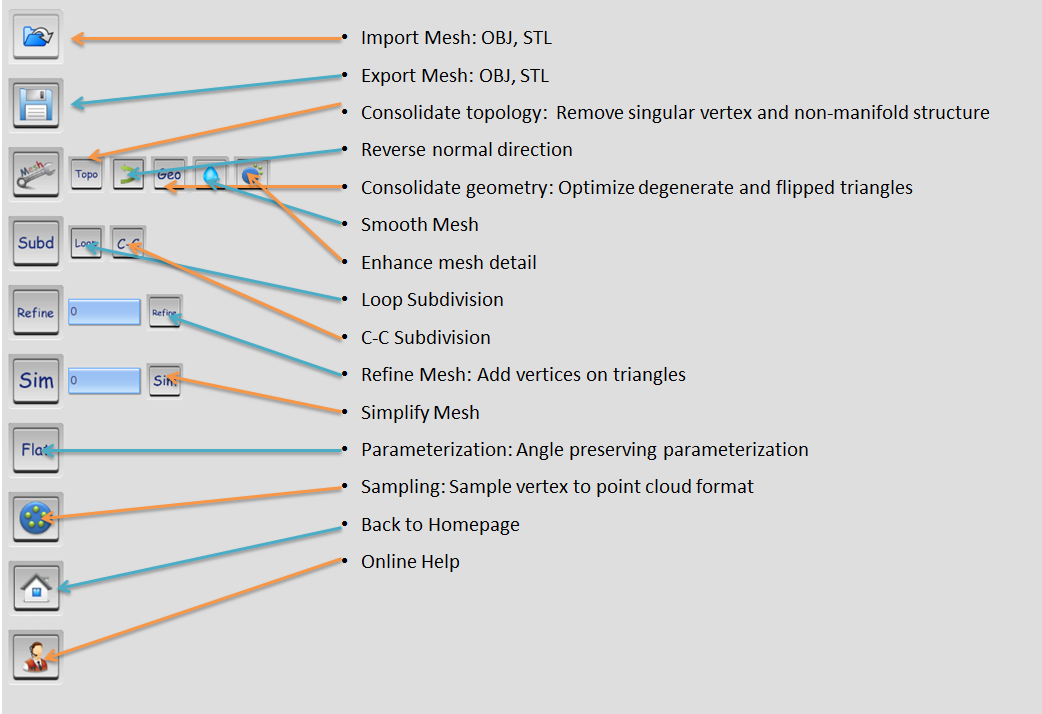 • Import Mesh: OBJ, STL
• Export Mesh: OBJ, STL
• Consolidate topology: Remove singular vertex and non-manifold structure
Mesh Topo Geo
• Reverse normal direction
• Consolidate geometry: Optimize degenerate and flipped triangles
• Smooth Mesh
Subd Loop C-C
• Enhance mesh detail
• Loop Subdivision
Refine 0 Refine
• C-C Subdivision
• Refine Mesh: Add vertices on triangles
Sim 0 Sim
• Simplify Mesh
Flat
• Parameterization: Angle preserving parameterization
• Sampling: Sample vertex to point cloud format
• Back to Homepage
• Online Help